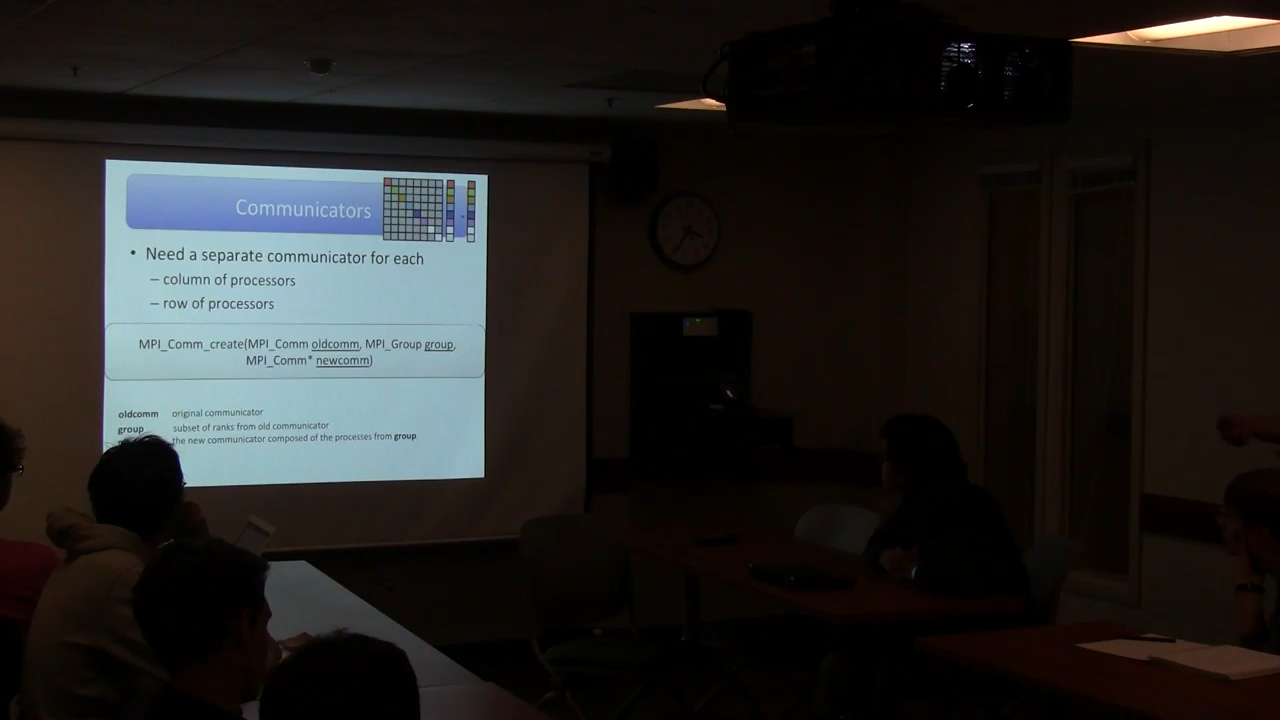 Communicators
• Need a separate communicator for each
– column of processors
– row of processors
MPI_Comm_create(MPI_Comm oldcomm, MPI_Group group,
MPI_Comm* newcomm)
oldcomm original communicator
group subset of ranks from old communicator
the new communicator composed of the processes from group.